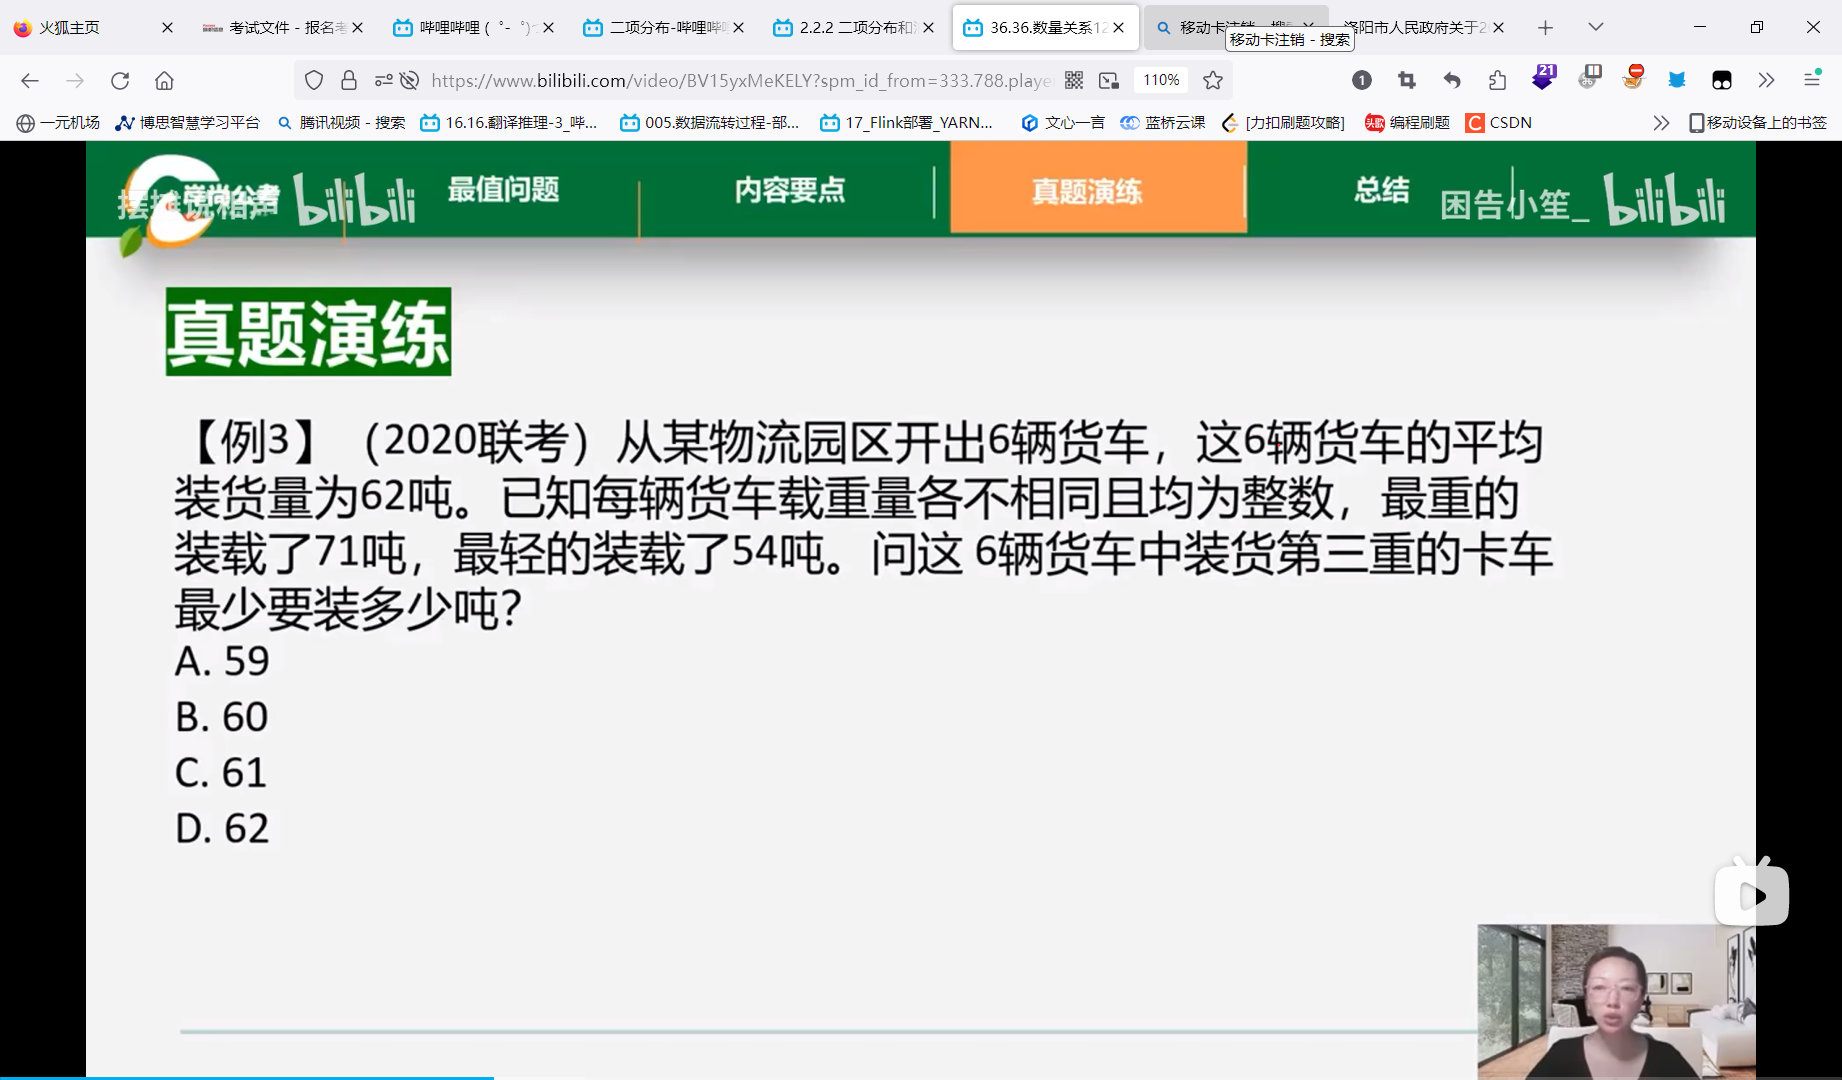 火狐主页
考试文件 - 报名考
哔哩哔哩 ( ゜- ゜)つ
二项分布-哔哩哔哩
2.2.2 二项分布和
36.36.数量关系12
移动卡注销 - 搜索
洛阳市人民政府关于2
移动卡注销 - 搜索
https://www.bilibili.com/video/BV15yxMeKELY?spm_id_from=333.788.playe
110%
1
21
一元机场
博思智慧学习平台
腾讯视频 - 搜索
16.16.翻译推理-3_哔...
005.数据流转过程-部...
17_Flink部署_YARN...
文心一言
蓝桥云课
[力扣刷题攻略]
头歌
编程刷题
C
CSDN
移动设备上的书签
尚公考
bilibili
最值问题
内容要点
真题演练
总结
困告小笙_
bilibili
真题演练
【例3】（2020联考）从某物流园区开出6辆货车，这6辆货车的平均
装货量为62吨。已知每辆货车载重量各不相同且均为整数，最重的
装载了71吨，最轻的装载了54吨。问这 6辆货车中装货第三重的卡车
最少要装多少吨?
A. 59
B. 60
C. 61
D. 62